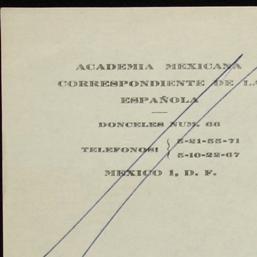 ACADEMIA MEXICANA
CORRESPONDIENTE DE LA
ESPAÑOLA
DONCELES NUM. 66
TELEFONOS: { 5-21-55-71
5-10-22-67
MEXICO 1, D. F.